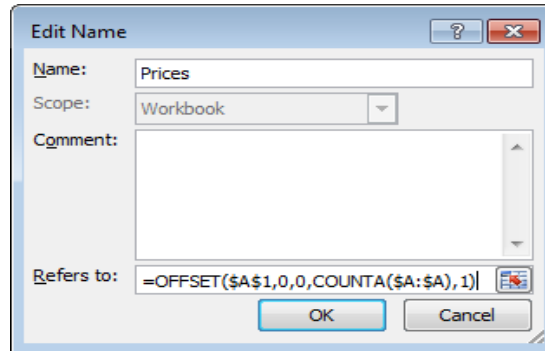 Edit Name
Name: Prices
Scope: Workbook
Comment:
Refers to: =OFFSET($A$1,0,0,COUNTA($A:$A),1)
OK Cancel